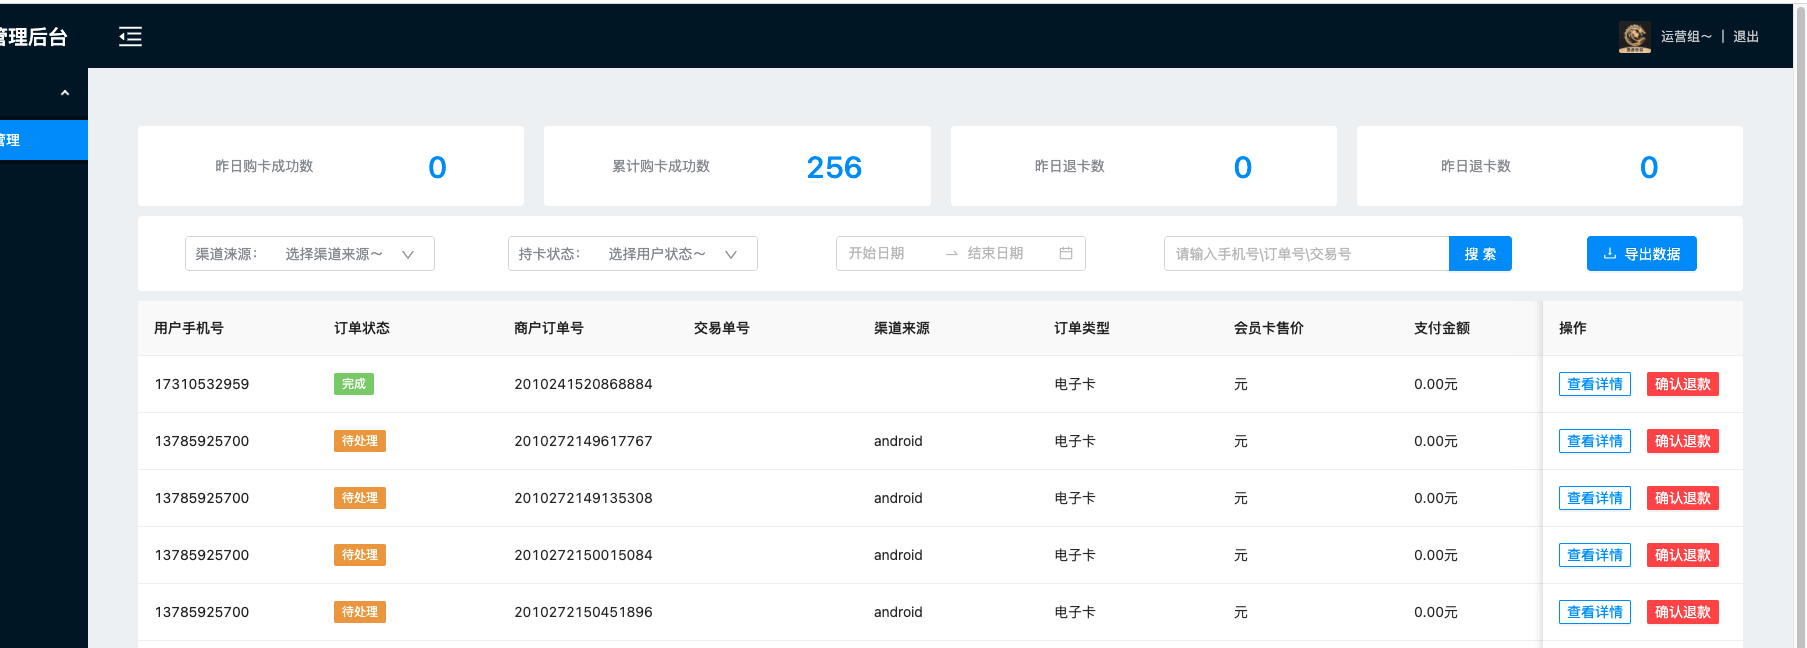 管理后台
运营组～ | 退出
管理
昨日购卡成功数 0
累计购卡成功数 256
昨日退卡数 0
昨日退卡数 0
渠道涞源： 选择渠道来源～
持卡状态： 选择用户状态～
开始日期 → 结束日期
请输入手机号\订单号\交易号
搜 索
导出数据
用户手机号 订单状态 商户订单号 交易单号 渠道来源 订单类型 会员卡售价 支付金额 操作
17310532959 完成 2010241520868884 电子卡 元 0.00元 查看详情 确认退款
13785925700 待处理 2010272149617767 android 电子卡 元 0.00元 查看详情 确认退款
13785925700 待处理 2010272149135308 android 电子卡 元 0.00元 查看详情 确认退款
13785925700 待处理 2010272150015084 android 电子卡 元 0.00元 查看详情 确认退款
13785925700 待处理 2010272150451896 android 电子卡 元 0.00元 查看详情 确认退款